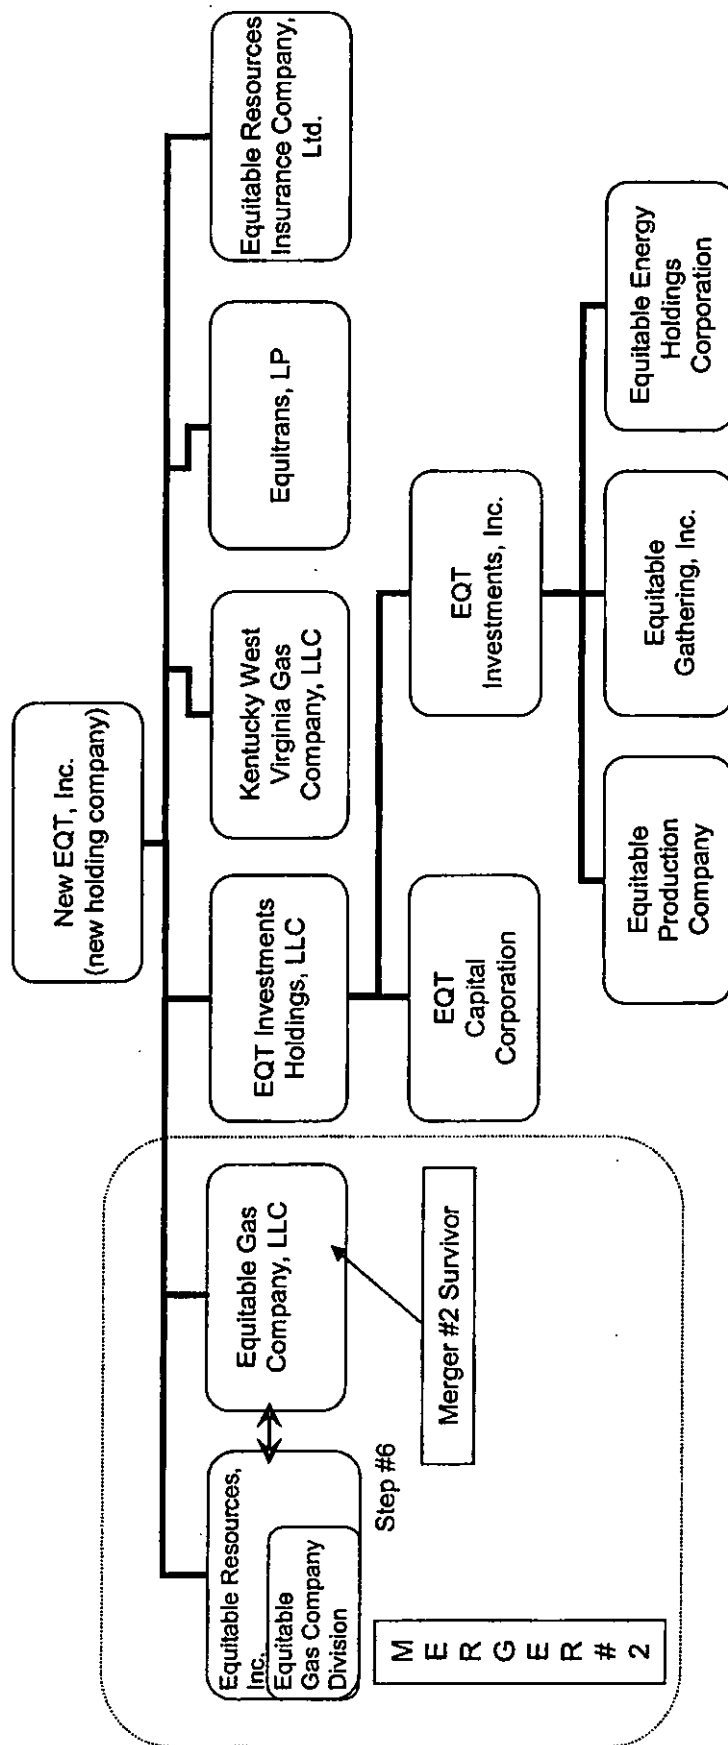 New EQT, Inc.
(new holding company)
Equitable Resources,
Inc.
Equitable
Gas Company
Division
Equitable Gas
Company, LLC
EQT Investments
Holdings, LLC
Kentucky West
Virginia Gas
Company, LLC
Equitrans, LP
Equitable Resources
Insurance Company,
Ltd.
Step #6
Merger #2 Survivor
M E R G E R # 2
EQT
Capital
Corporation
EQT
Investments, Inc.
Equitable
Production
Company
Equitable
Gathering, Inc.
Equitable Energy
Holdings
Corporation